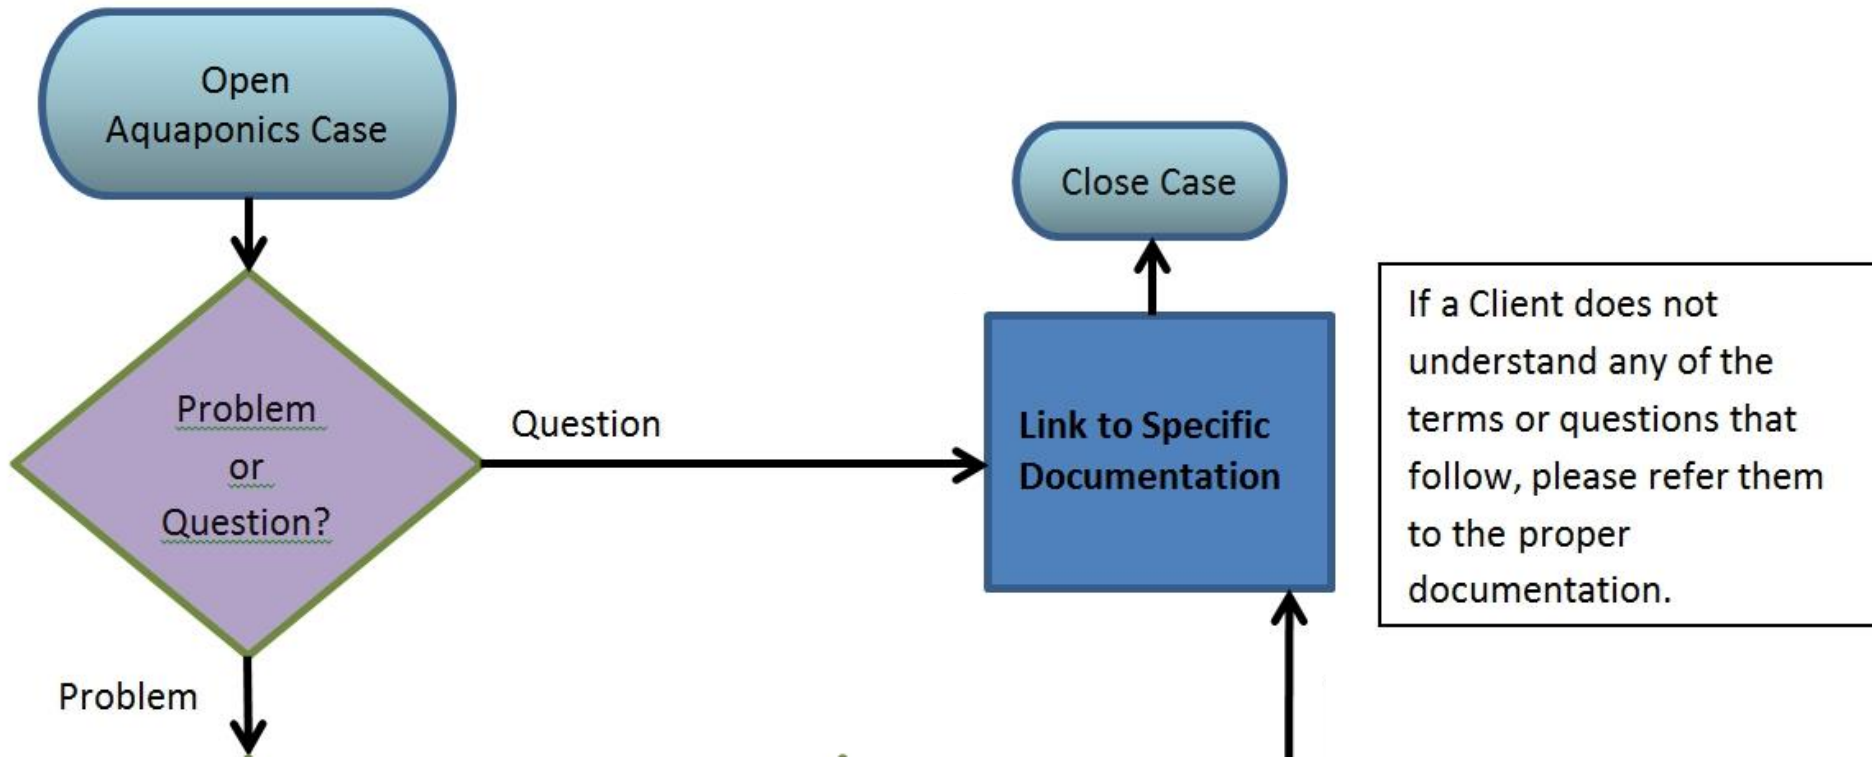 Open
Aquaponics Case
Close Case
If a Client does not
understand any of the
terms or questions that
follow, please refer them
to the proper
documentation.
Problem
or
Question?
Question
Link to Specific
Documentation
Problem